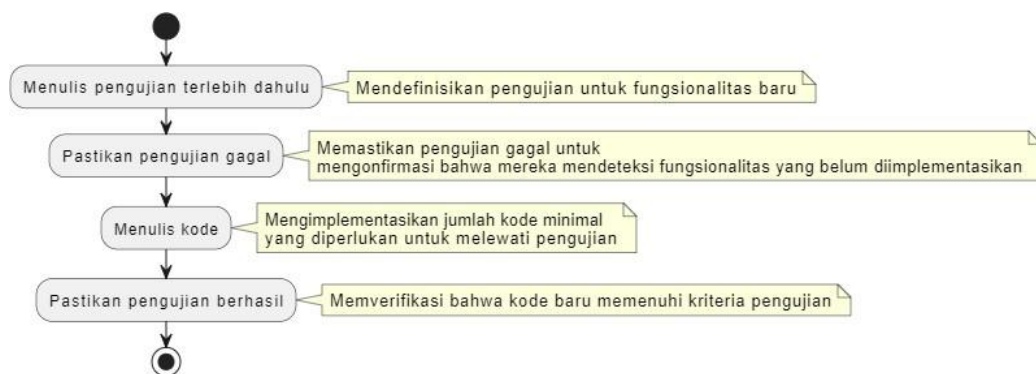 Menulis pengujian terlebih dahulu
Mendefinisikan pengujian untuk fungsionalitas baru
Pastikan pengujian gagal
Memastikan pengujian gagal untuk
mengonfirmasi bahwa mereka mendeteksi fungsionalitas yang belum diimplementasikan
Menulis kode
Mengimplementasikan jumlah kode minimal
yang diperlukan untuk melewati pengujian
Pastikan pengujian berhasil
Memverifikasi bahwa kode baru memenuhi kriteria pengujian